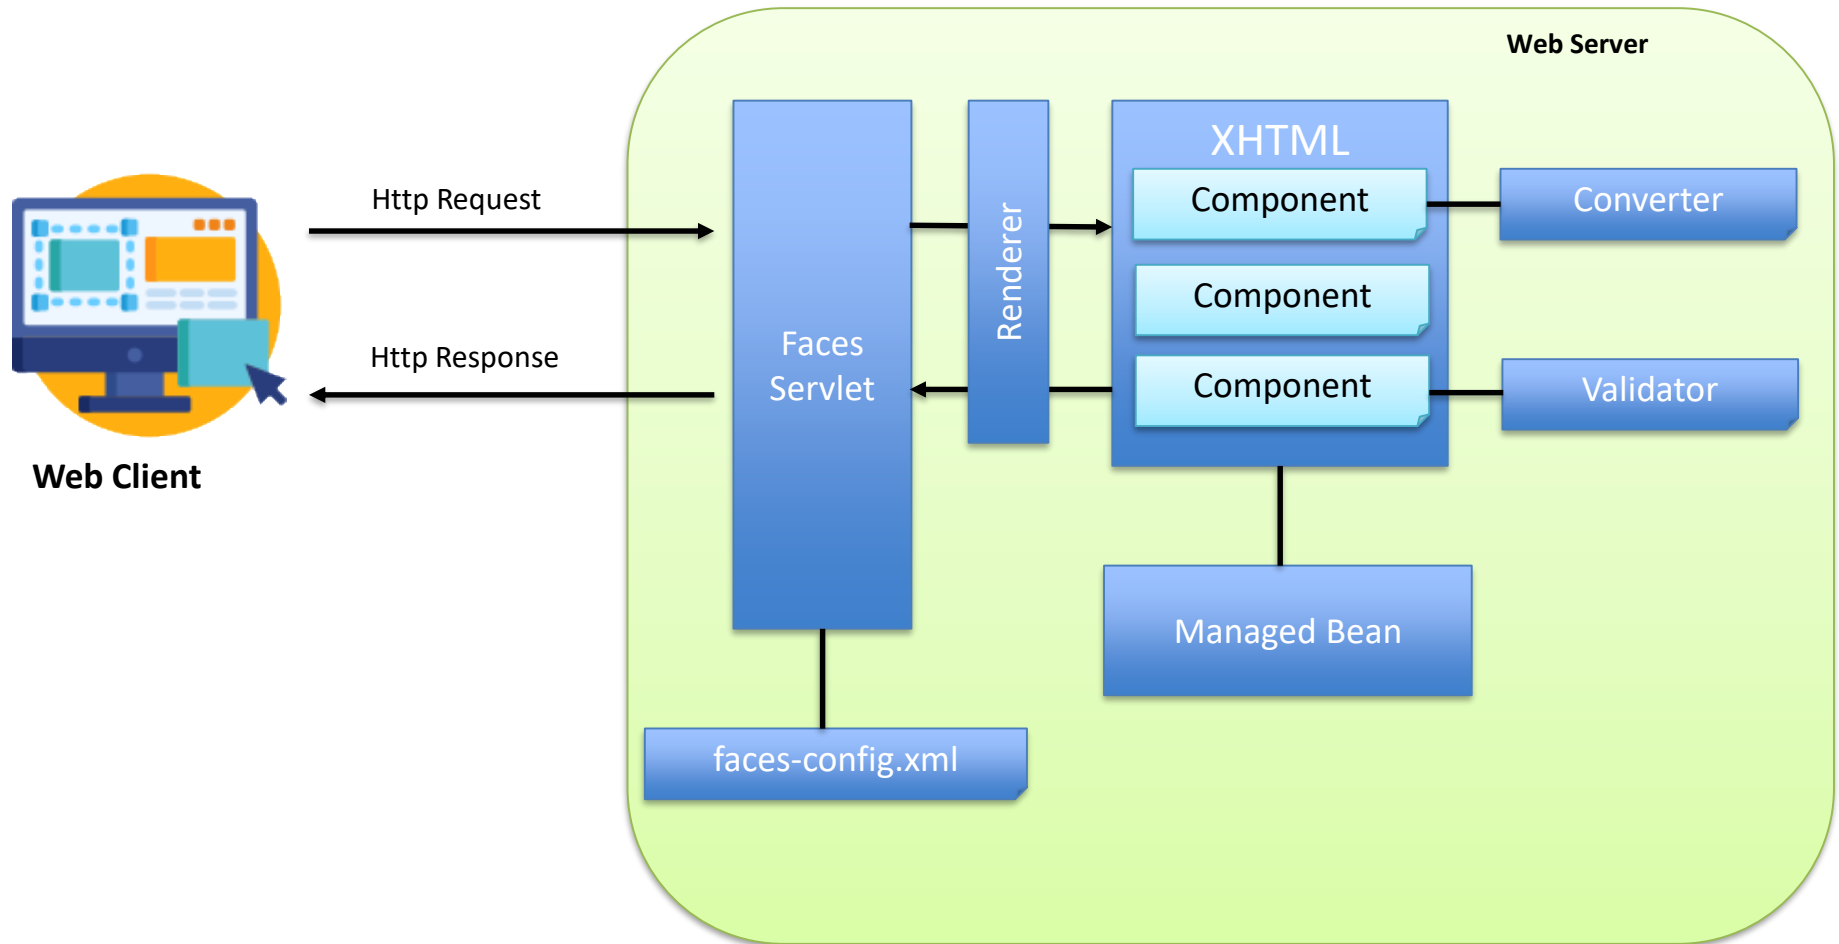 Web Server
Http Request
Http Response
Web Client
Faces
Servlet
Renderer
XHTML
Component
Component
Component
Converter
Validator
Managed Bean
faces-config.xml